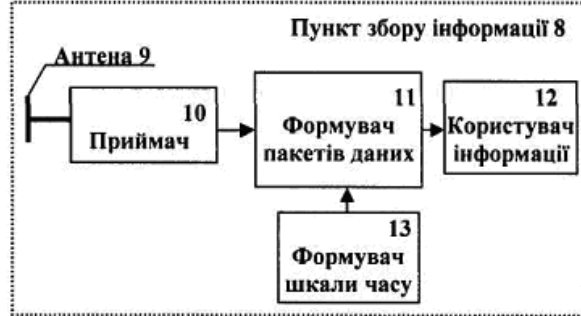 Пункт збору інформації 8
Антена 9
10
Приймач
11
Формувач
пакетів даних
12
Користувач
інформації
13
Формувач
шкали часу